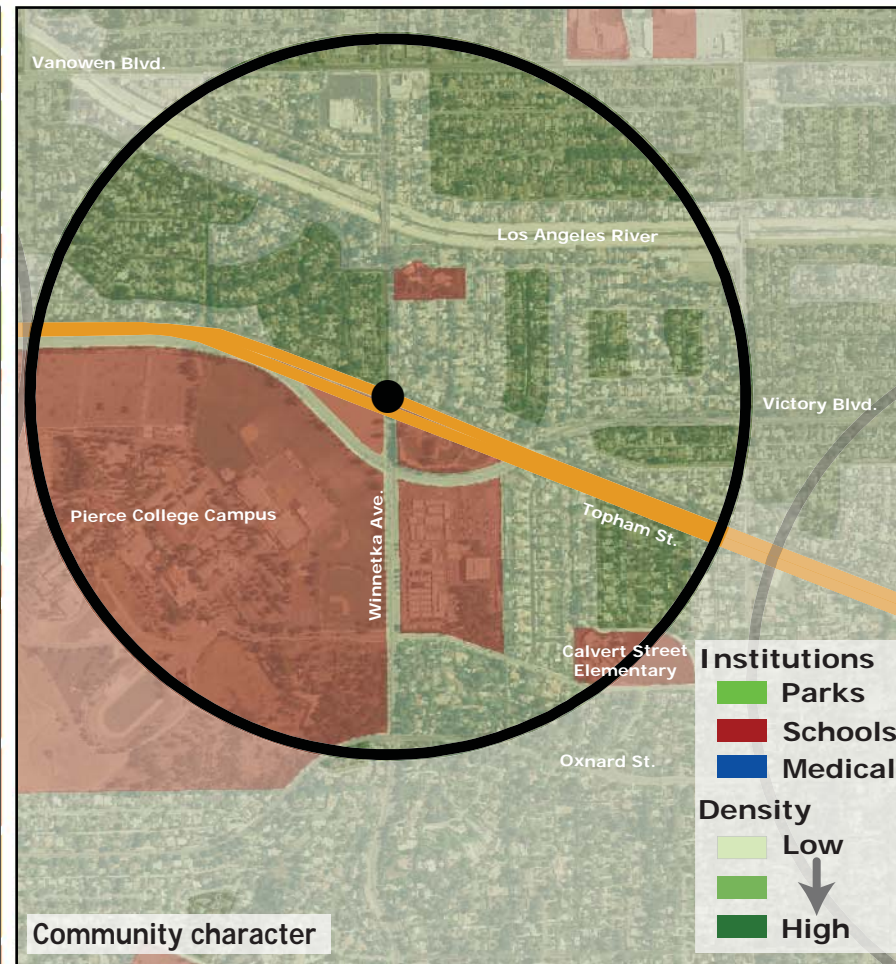 Vanowen Blvd.
Los Angeles River
Victory Blvd.
Pierce College Campus
Winnetka Ave.
Topham St.
Calvert Street
Elementary
Oxnard St.
Institutions
Parks
Schools
Medical
Density
Low
High
Community character